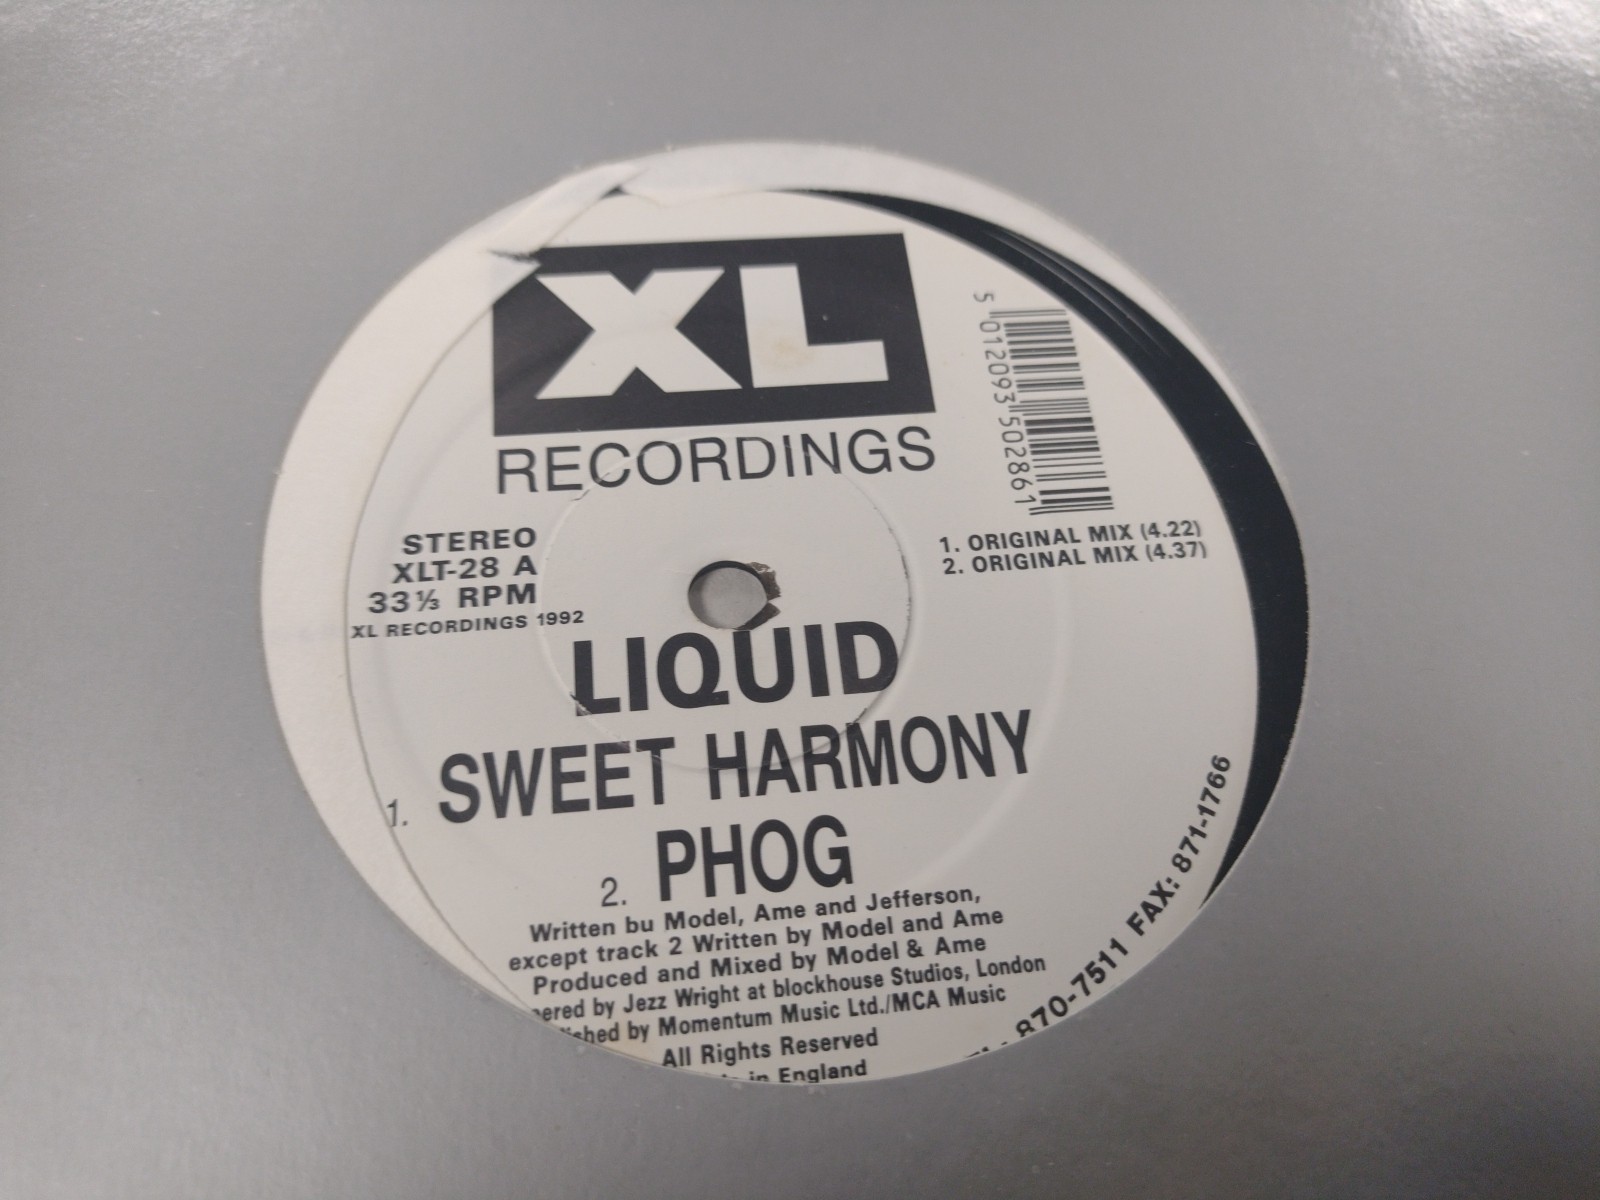 XL
RECORDINGS
5 012093 502861
STEREO
XLT-28 A
33⅓ RPM
XL RECORDINGS 1992
1. ORIGINAL MIX (4.22)
2. ORIGINAL MIX (4.37)
LIQUID
1. SWEET HARMONY
2. PHOG
Written bu Model, Ame and Jefferson,
except track 2 Written by Model and Ame
Produced and Mixed by Model & Ame
by Jezz Wright at blockhouse Studios, London
by Momentum Music Ltd./MCA Music
All Rights Reserved
in England
870-7511 FAX: 871-1766